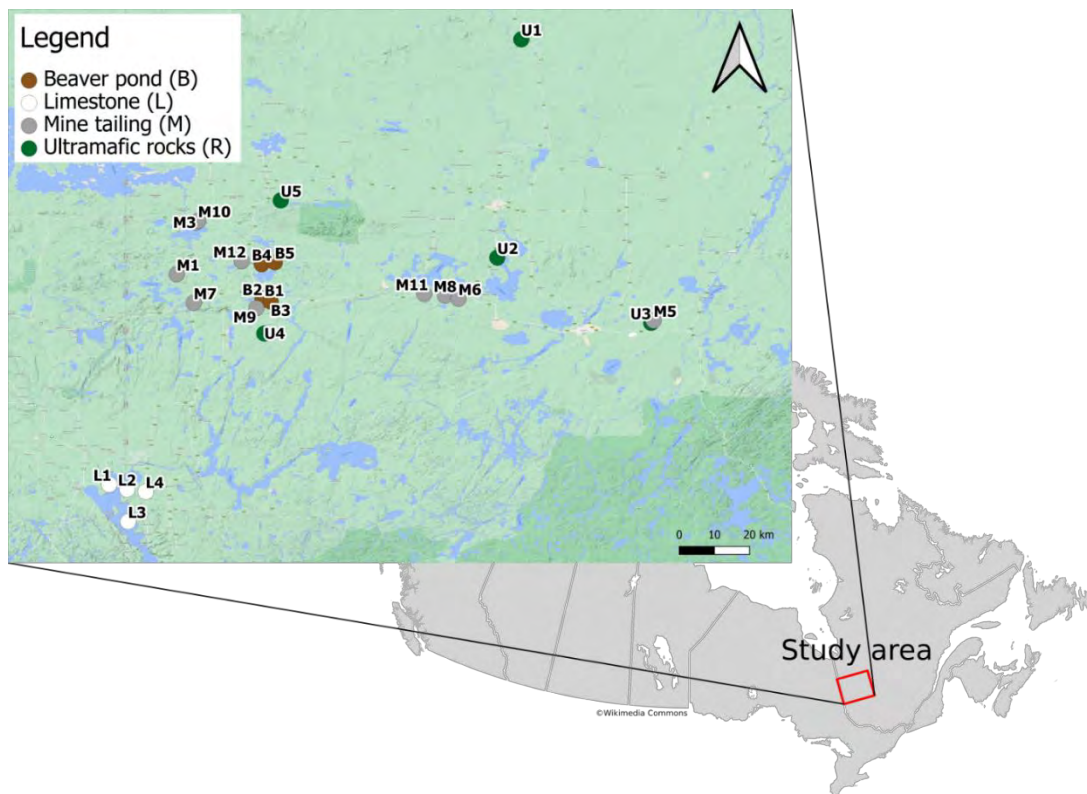 Legend
Beaver pond (B)
Limestone (L)
Mine tailing (M)
Ultramafic rocks (R)
U1
U5
M10
M3
U2
M12
B4
B5
M1
M11
M8
M6
M7
B2
B1
M9
B3
U3
M5
U4
L1
L2
L4
L3
0 10 20 km
Study area
©Wikimedia Commons